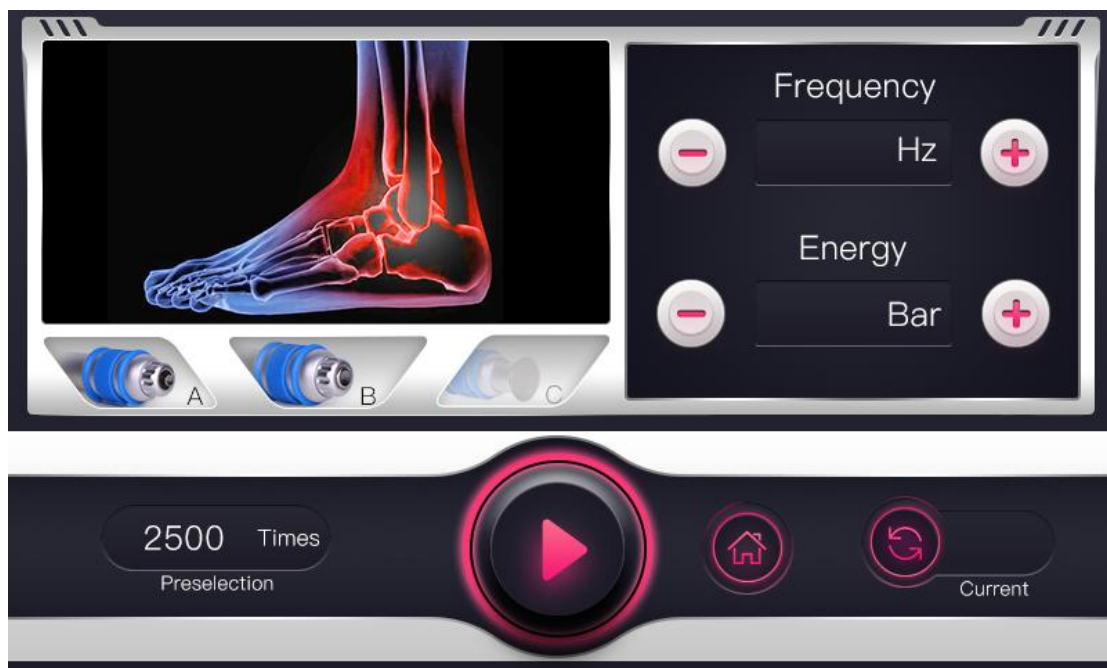 Frequency
Hz
Energy
Bar
A
B
C
2500 Times
Preselection
Current